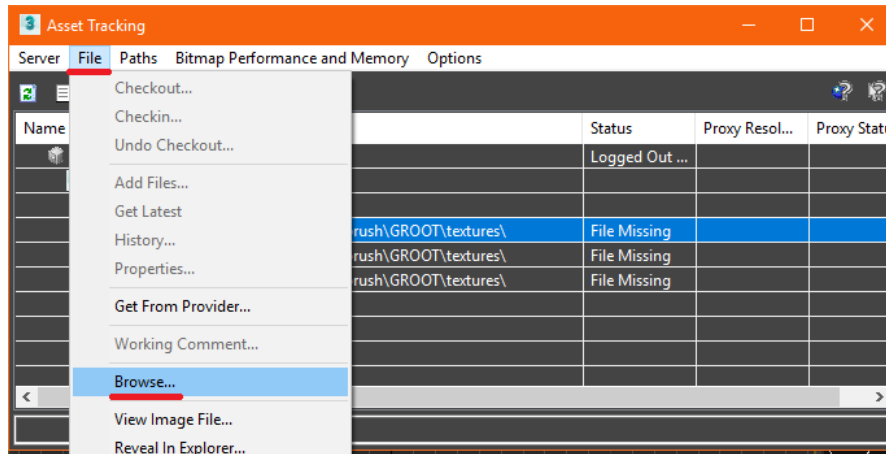 Asset Tracking
Server File Paths Bitmap Performance and Memory Options
Checkout...
Checkin...
Undo Checkout...
Add Files...
Get Latest
History...
Properties...
Get From Provider...
Working Comment...
Browse...
View Image File...
Reveal In Explorer...
Name Status Proxy Resol... Proxy Statu
Logged Out ...
rush\GROOT\textures\ File Missing
rush\GROOT\textures\ File Missing
rush\GROOT\textures\ File Missing